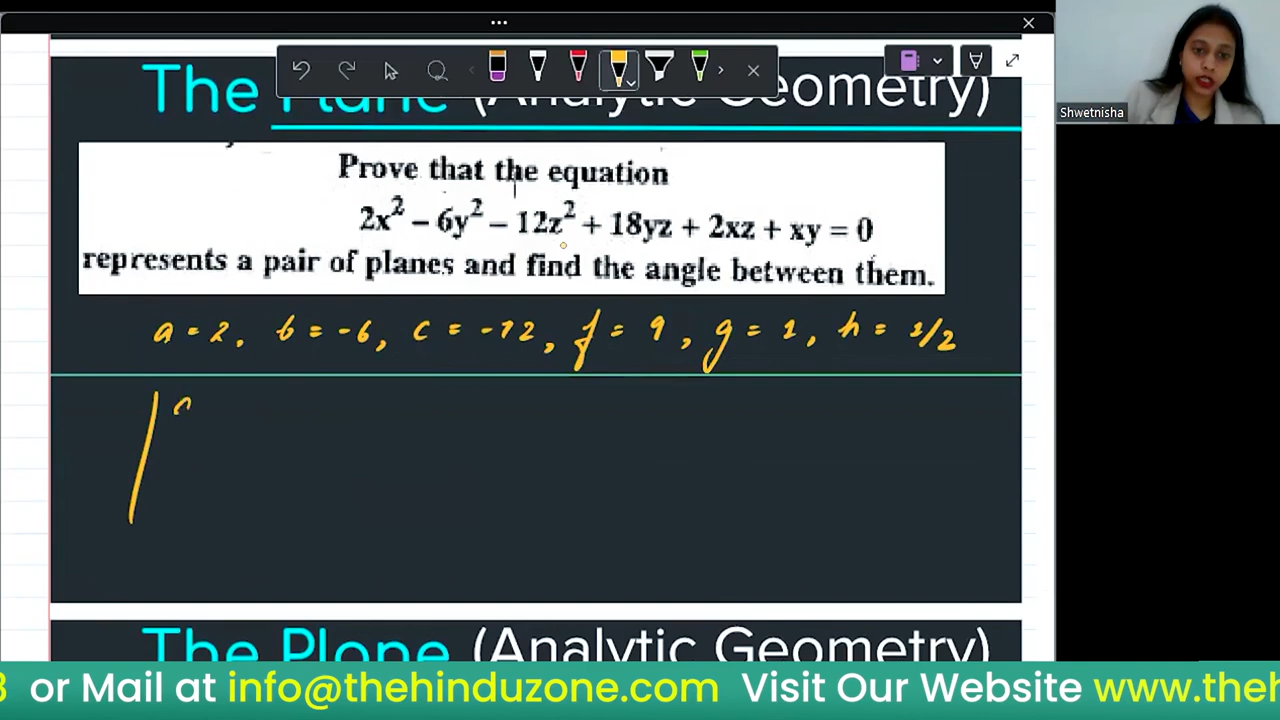 The Plane (Analytic Geometry)
Shwetnisha
Prove that the equation
2x² – 6y² – 12z² + 18yz + 2xz + xy = 0
represents a pair of planes and find the angle between them.
a = 2, b = -6, c = -12, f = 9, g = 1, h = 1/2
a
The Plane (Analytic Geometry)
or Mail at info@thehinduzone.com Visit Our Website www.theh